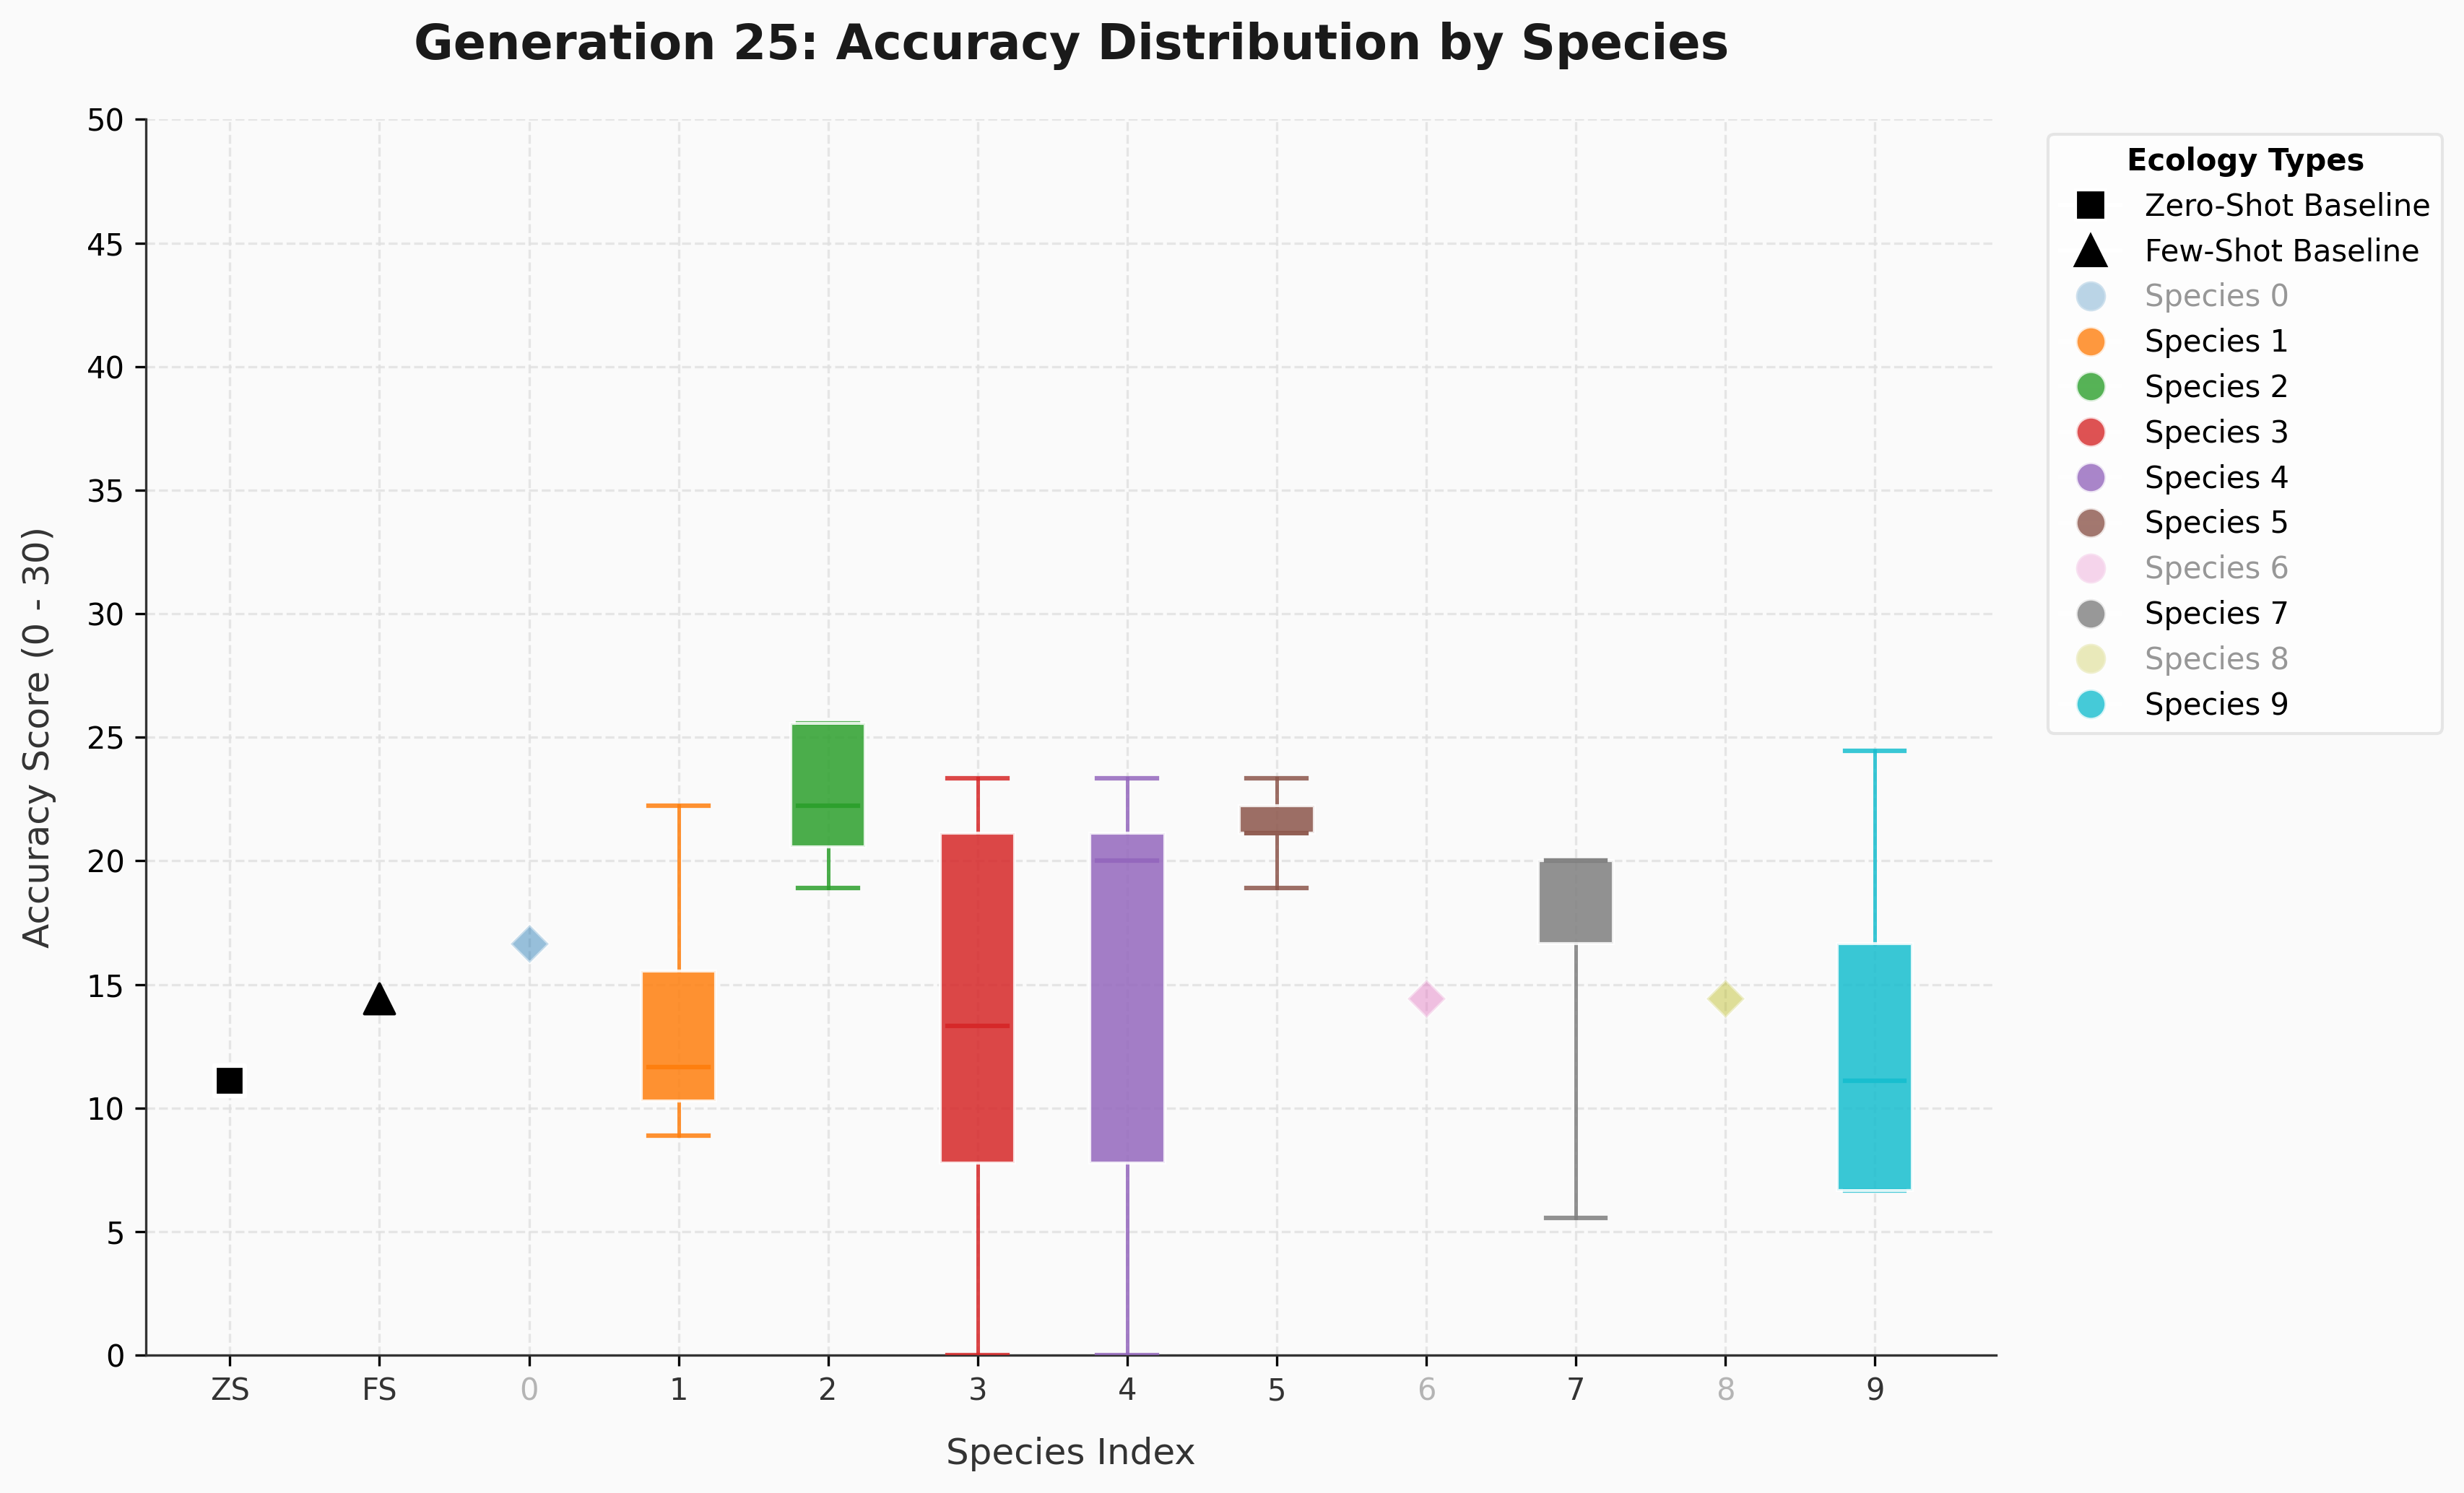 Generation 25: Accuracy Distribution by Species
Accuracy Score (0 - 30)
50
45
40
35
30
25
20
15
10
5
0
ZS FS 0 1 2 3 4 5 6 7 8 9
Species Index
Ecology Types
Zero-Shot Baseline
Few-Shot Baseline
Species 0
Species 1
Species 2
Species 3
Species 4
Species 5
Species 6
Species 7
Species 8
Species 9